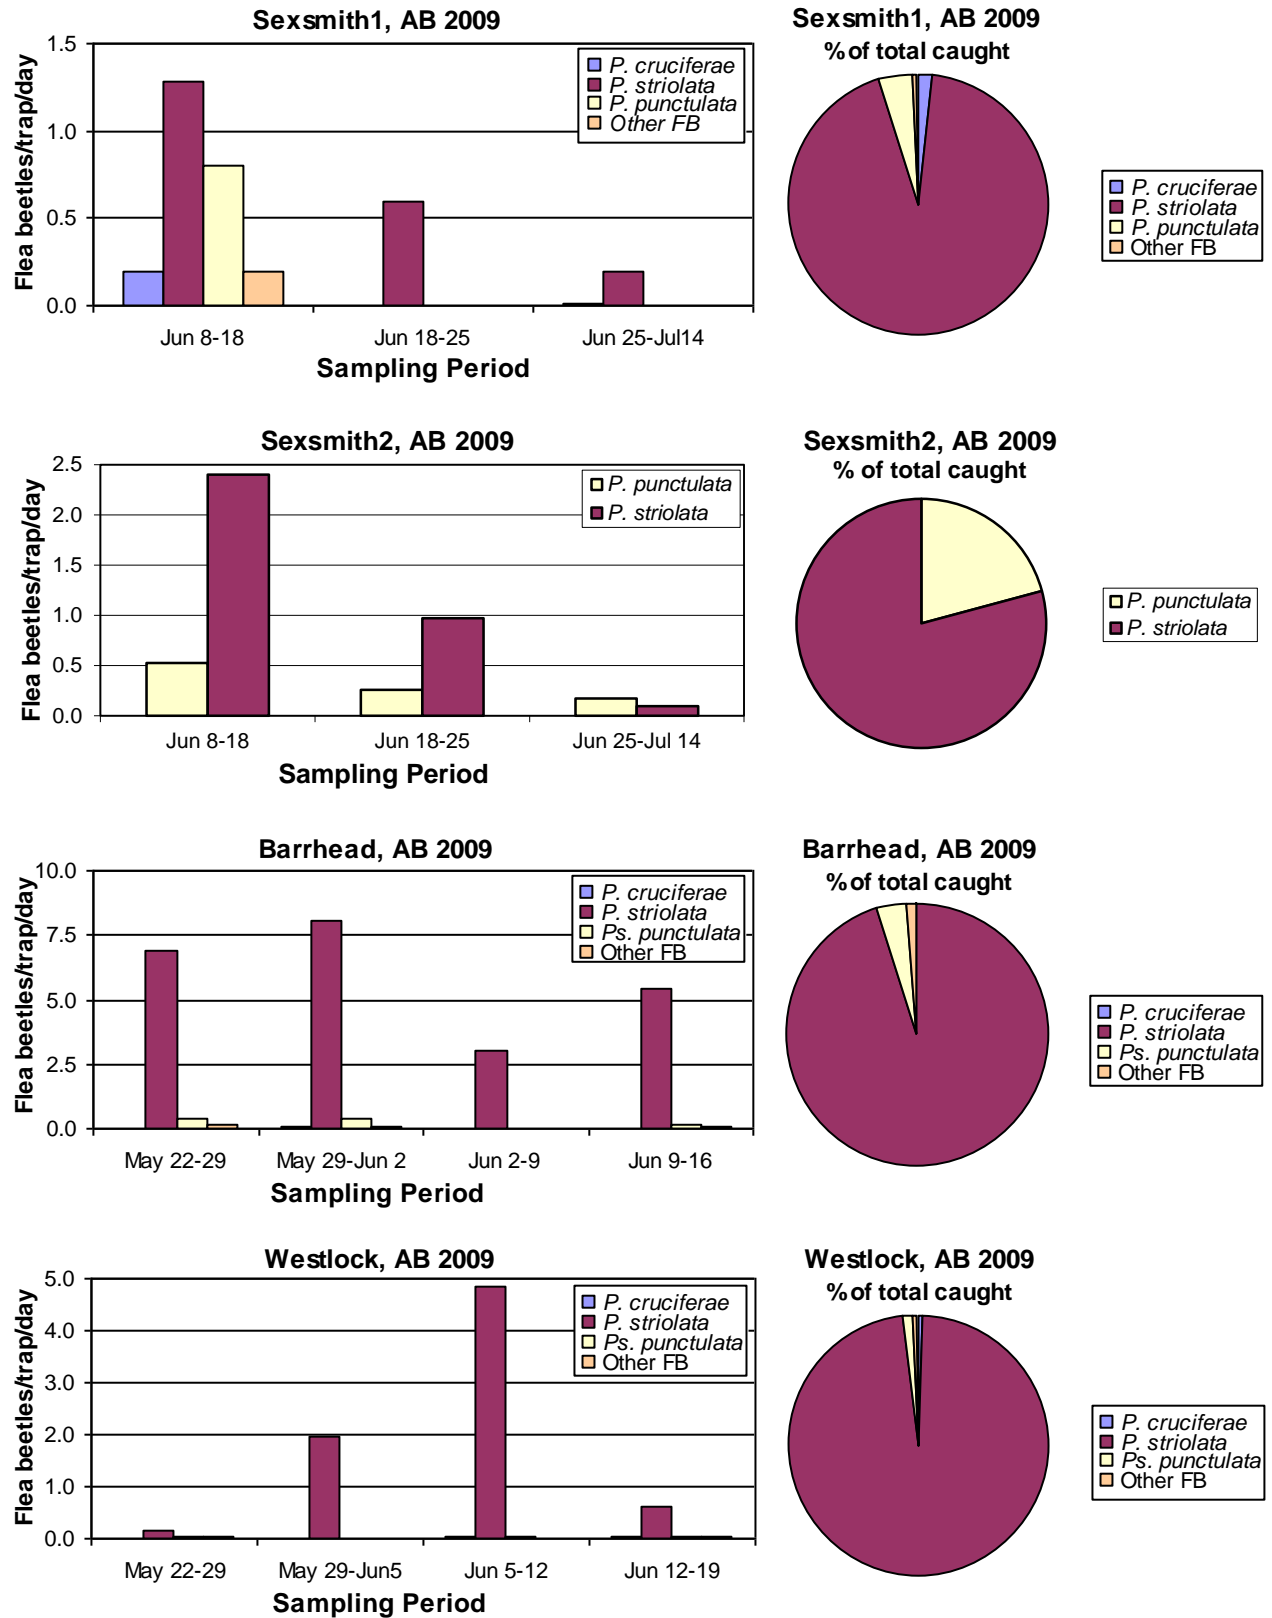 Sexsmith1, AB 2009
Flea beetles/trap/day
1.5
1.0
0.5
0.0
P. cruciferae
P. striolata
P. punctulata
Other FB
Jun 8-18
Jun 18-25
Jun 25-Jul14
Sampling Period
Sexsmith1, AB 2009
% of total caught
P. cruciferae
P. striolata
P. punctulata
Other FB
Sexsmith2, AB 2009
Flea beetles/trap/day
2.5
2.0
1.5
1.0
0.5
0.0
P. punctulata
P. striolata
Jun 8-18
Jun 18-25
Jun 25-Jul 14
Sampling Period
Sexsmith2, AB 2009
% of total caught
P. punctulata
P. striolata
Barrhead, AB 2009
Flea beetles/trap/day
10.0
7.5
5.0
2.5
0.0
P. cruciferae
P. striolata
Ps. punctulata
Other FB
May 22-29
May 29-Jun 2
Jun 2-9
Jun 9-16
Sampling Period
Barrhead, AB 2009
% of total caught
P. cruciferae
P. striolata
Ps. punctulata
Other FB
Westlock, AB 2009
Flea beetles/trap/day
5.0
4.0
3.0
2.0
1.0
0.0
P. cruciferae
P. striolata
Ps. punctulata
Other FB
May 22-29
May 29-Jun5
Jun 5-12
Jun 12-19
Sampling Period
Westlock, AB 2009
% of total caught
P. cruciferae
P. striolata
Ps. punctulata
Other FB